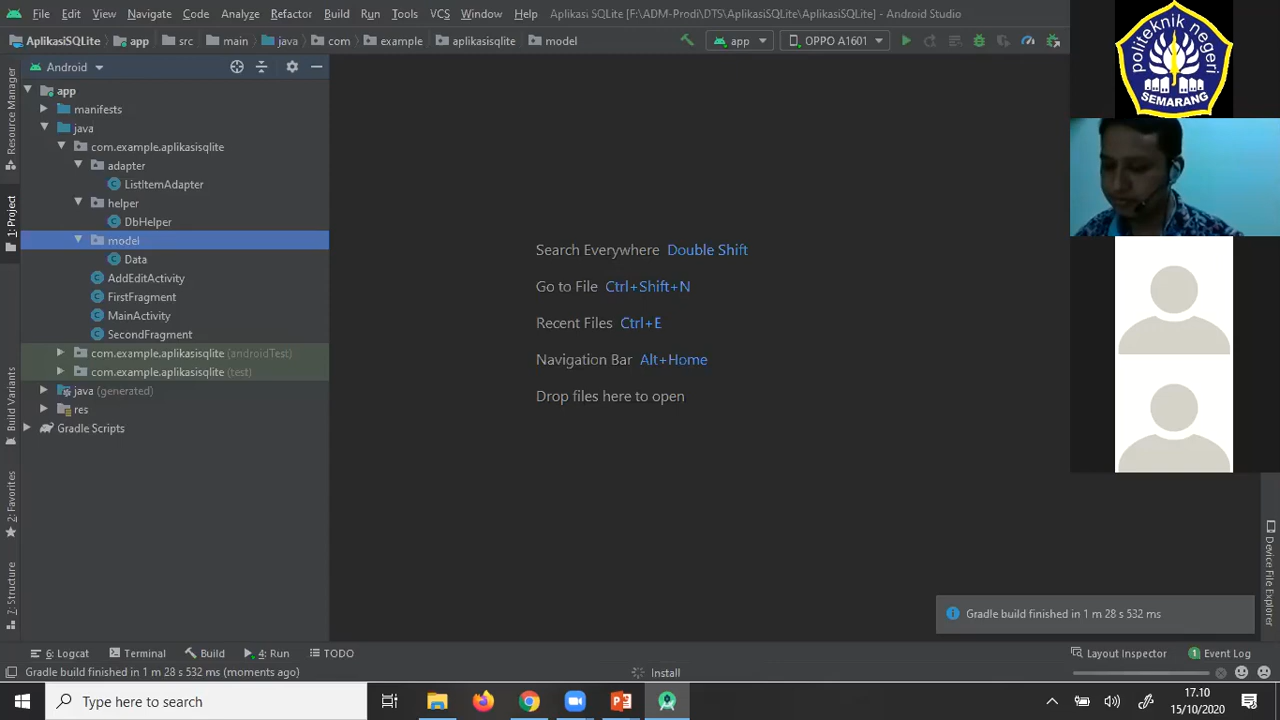 File Edit View Navigate Code Analyze Refactor Build Run Tools VCS Window Help Aplikasi SQLite [F:\ADM-Prodi\DTS\AplikasiSQLite\AplikasiSQLite] - Android Studio
AplikasiSQLite app src main java com example aplikasisqlite model app OPPO A1601
Android
app
manifests
java
com.example.aplikasisqlite
adapter
ListItemAdapter
helper
DbHelper
model
Data
AddEditActivity
FirstFragment
MainActivity
SecondFragment
com.example.aplikasisqlite (androidTest)
com.example.aplikasisqlite (test)
java (generated)
res
Gradle Scripts
Resource Manager
1: Project
Build Variants
2: Favorites
7: Structure
Search Everywhere Double Shift
Go to File Ctrl+Shift+N
Recent Files Ctrl+E
Navigation Bar Alt+Home
Drop files here to open
politeknik negeri
SEMARANG
Device File Explorer
Gradle build finished in 1 m 28 s 532 ms
6: Logcat Terminal Build 4: Run TODO Layout Inspector 1 Event Log
Gradle build finished in 1 m 28 s 532 ms (moments ago) Install
Type here to search
17.10
15/10/2020